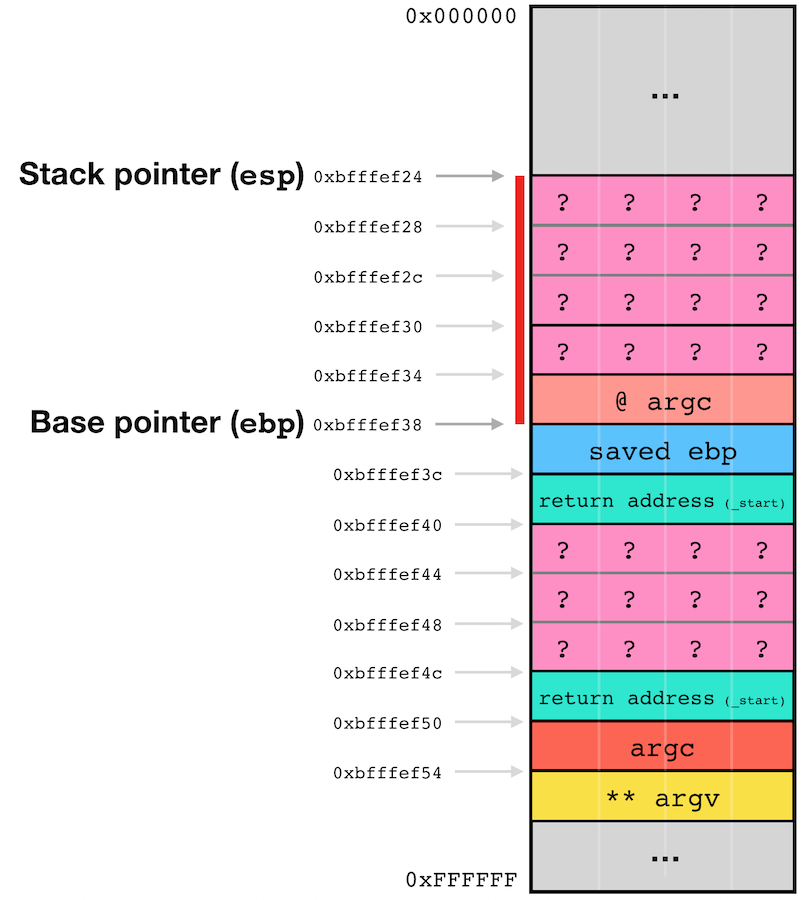 0x000000
...
Stack pointer (esp) 0xbfffef24
? ? ? ?
0xbfffef28
? ? ? ?
0xbfffef2c
? ? ? ?
0xbfffef30
? ? ? ?
0xbfffef34
@ argc
Base pointer (ebp) 0xbfffef38
saved ebp
0xbfffef3c
return address (_start)
0xbfffef40
? ? ? ?
0xbfffef44
? ? ? ?
0xbfffef48
? ? ? ?
0xbfffef4c
return address (_start)
0xbfffef50
argc
0xbfffef54
** argv
...
0xFFFFFF